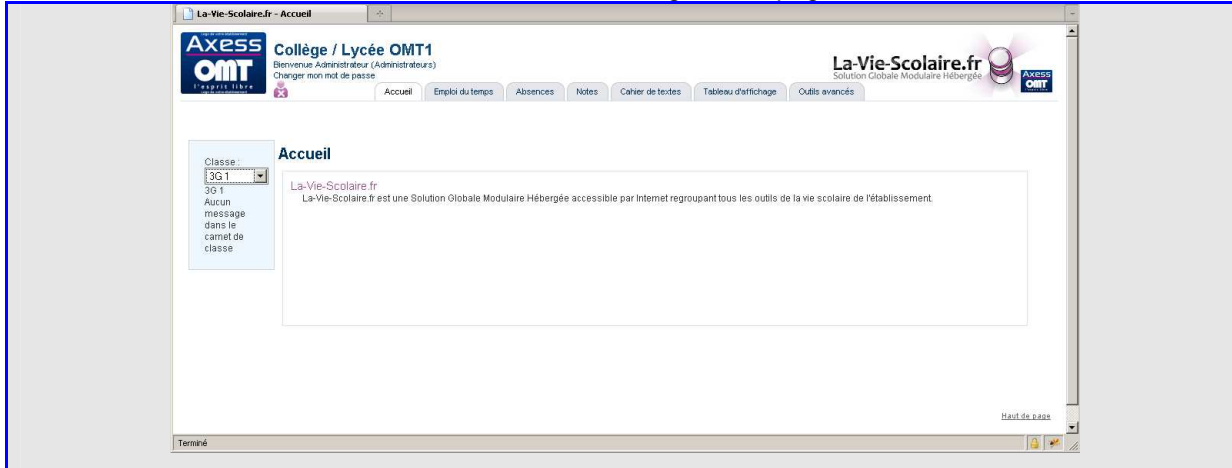 La-Vie-Scolaire.fr - Accueil
Axess
OMT
l'esprit libre
Collège / Lycée OMT1
Bienvenue Administrateur (Administrateurs)
Changer mon mot de passe
La-Vie-Scolaire.fr
Solution Globale Modulaire Hébergée
Axess
OMT
Accueil
Emploi du temps
Absences
Notes
Cahier de textes
Tableau d'affichage
Outils avancés
Classe :
3G 1
3G 1
Aucun
message
dans le
carnet de
classe
Accueil
La-Vie-Scolaire.fr
La-Vie-Scolaire.fr est une Solution Globale Modulaire Hébergée accessible par Internet regroupant tous les outils de la vie scolaire de l'établissement.
Haut de page
Terminé